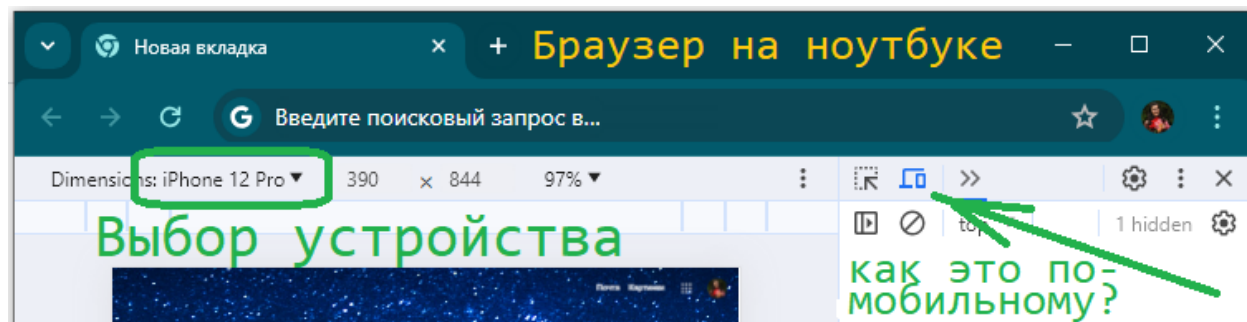 Новая вкладка
Браузер на ноутбуке
Введите поисковый запрос в...
Dimensions: iPhone 12 Pro 390 × 844 97%
Выбор устройства
top
1 hidden
Почта Картинки
как это по-
мобильному?